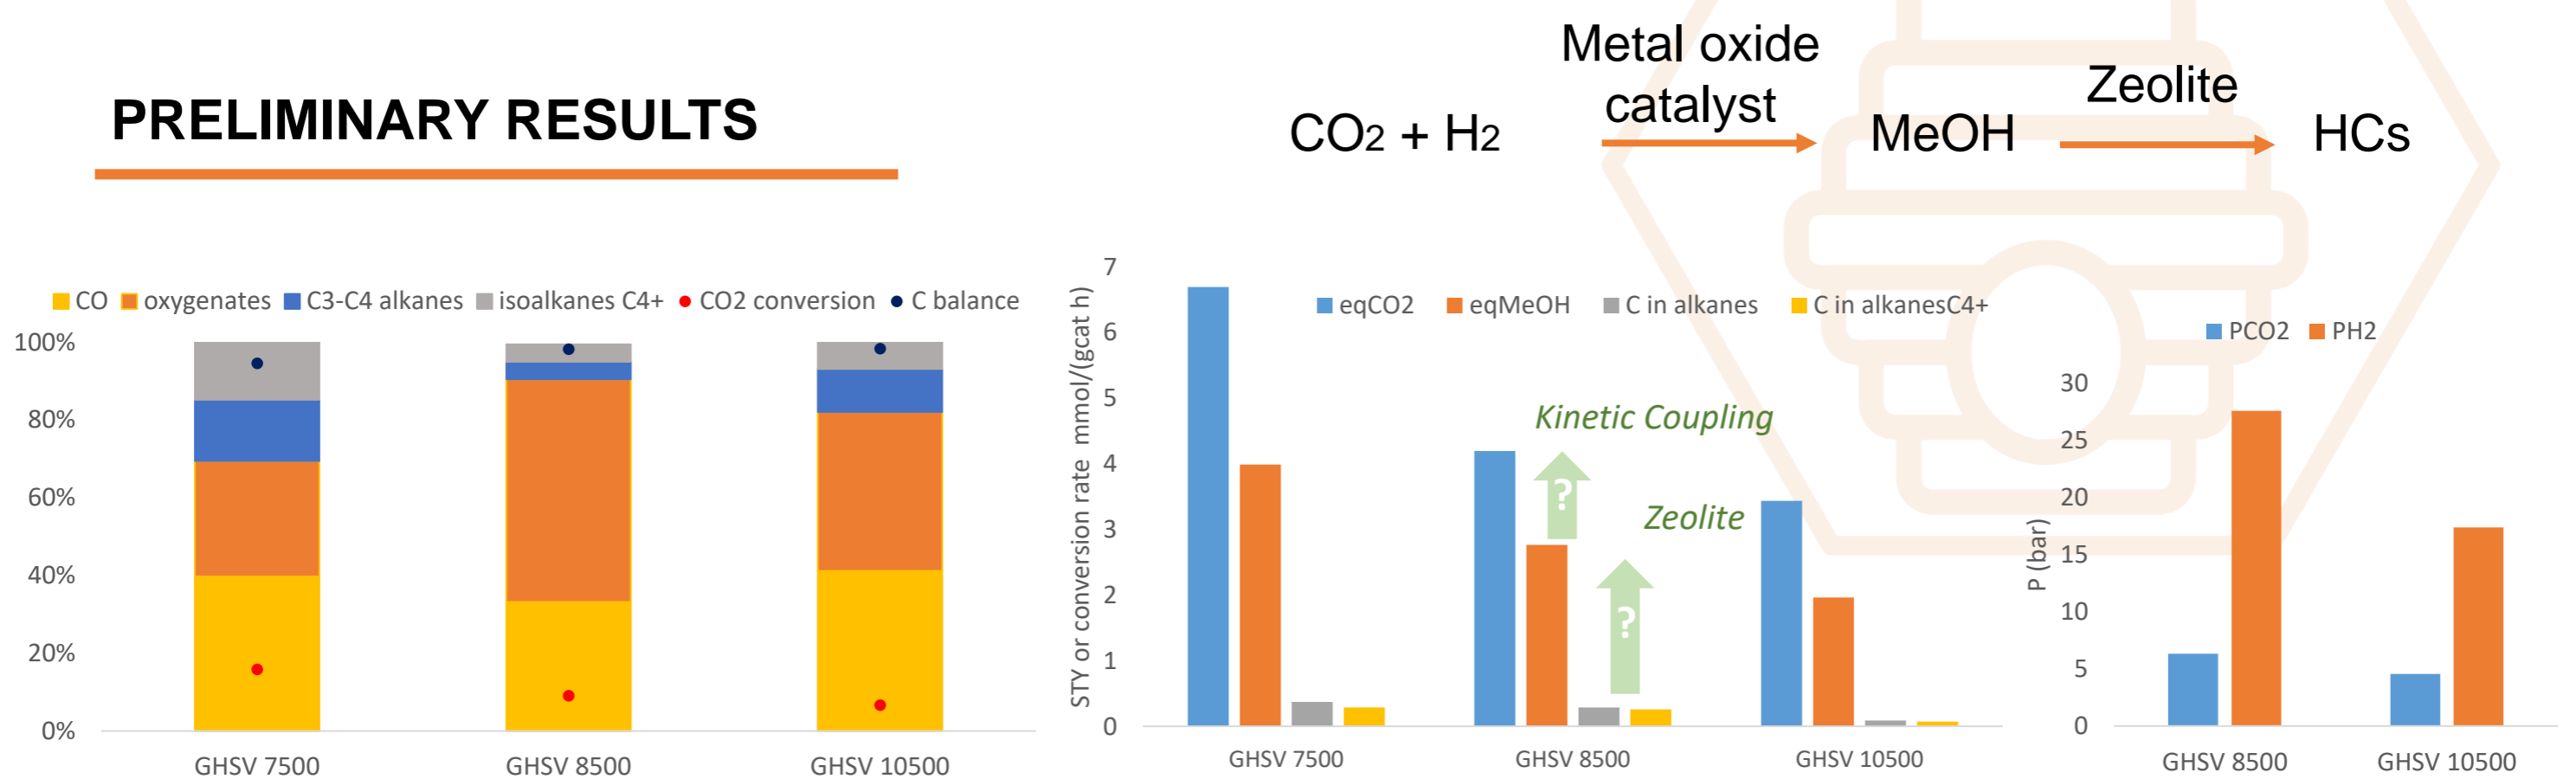 PRELIMINARY RESULTS
Metal oxide
catalyst
Zeolite
CO2 + H2
MeOH
HCs
CO oxygenates C3-C4 alkanes isoalkanes C4+ CO2 conversion C balance
100%
80%
60%
40%
20%
0%
GHSV 7500 GHSV 8500 GHSV 10500
STY or conversion rate mmol/(gcat h)
7
6
5
4
3
2
1
0
eqCO2 eqMeOH C in alkanes C in alkanesC4+
Kinetic Coupling
?
Zeolite
?
GHSV 7500 GHSV 8500 GHSV 10500
PCO2 PH2
P (bar)
30
25
20
15
10
5
0
GHSV 8500 GHSV 10500